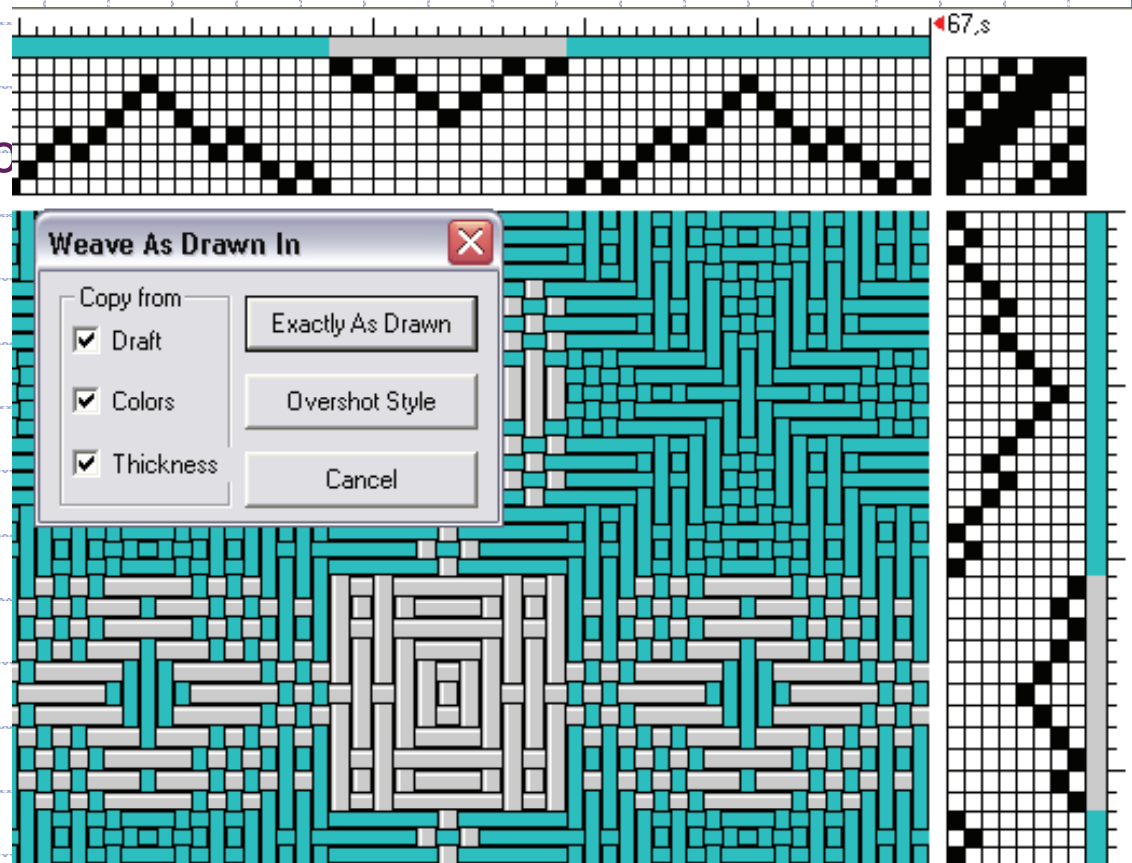 67,s
Weave As Drawn In
Copy from
Draft
Exactly As Drawn
Colors
Overshot Style
Thickness
Cancel